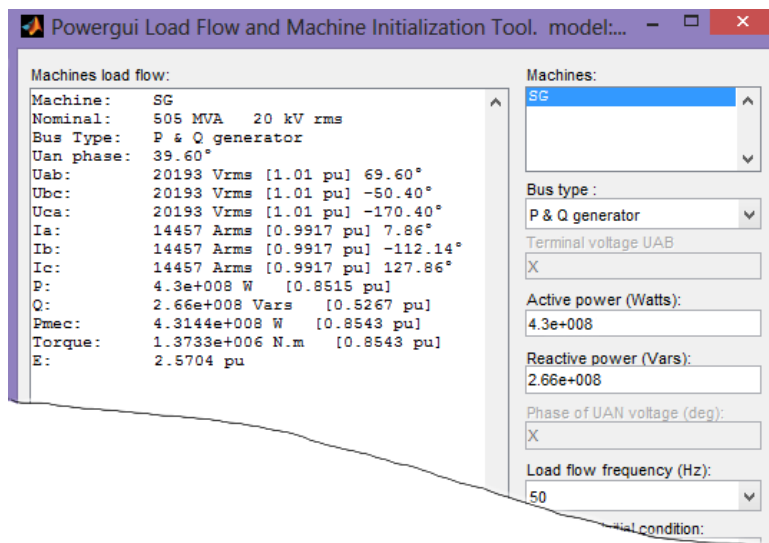 Powergui Load Flow and Machine Initialization Tool. model:...
Machines load flow:
Machine: SG
Nominal: 505 MVA 20 kV rms
Bus Type: P & Q generator
Uan phase: 39.60°
Uab: 20193 Vrms [1.01 pu] 69.60°
Ubc: 20193 Vrms [1.01 pu] -50.40°
Uca: 20193 Vrms [1.01 pu] -170.40°
Ia: 14457 Arms [0.9917 pu] 7.86°
Ib: 14457 Arms [0.9917 pu] -112.14°
Ic: 14457 Arms [0.9917 pu] 127.86°
P: 4.3e+008 W [0.8515 pu]
Q: 2.66e+008 Vars [0.5267 pu]
Pmec: 4.3144e+008 W [0.8543 pu]
Torque: 1.3733e+006 N.m [0.8543 pu]
E: 2.5704 pu
Machines:
SG
Bus type :
P & Q generator
Terminal voltage UAB
X
Active power (Watts):
4.3e+008
Reactive power (Vars):
2.66e+008
Phase of UAN voltage (deg):
X
Load flow frequency (Hz):
50
condition: